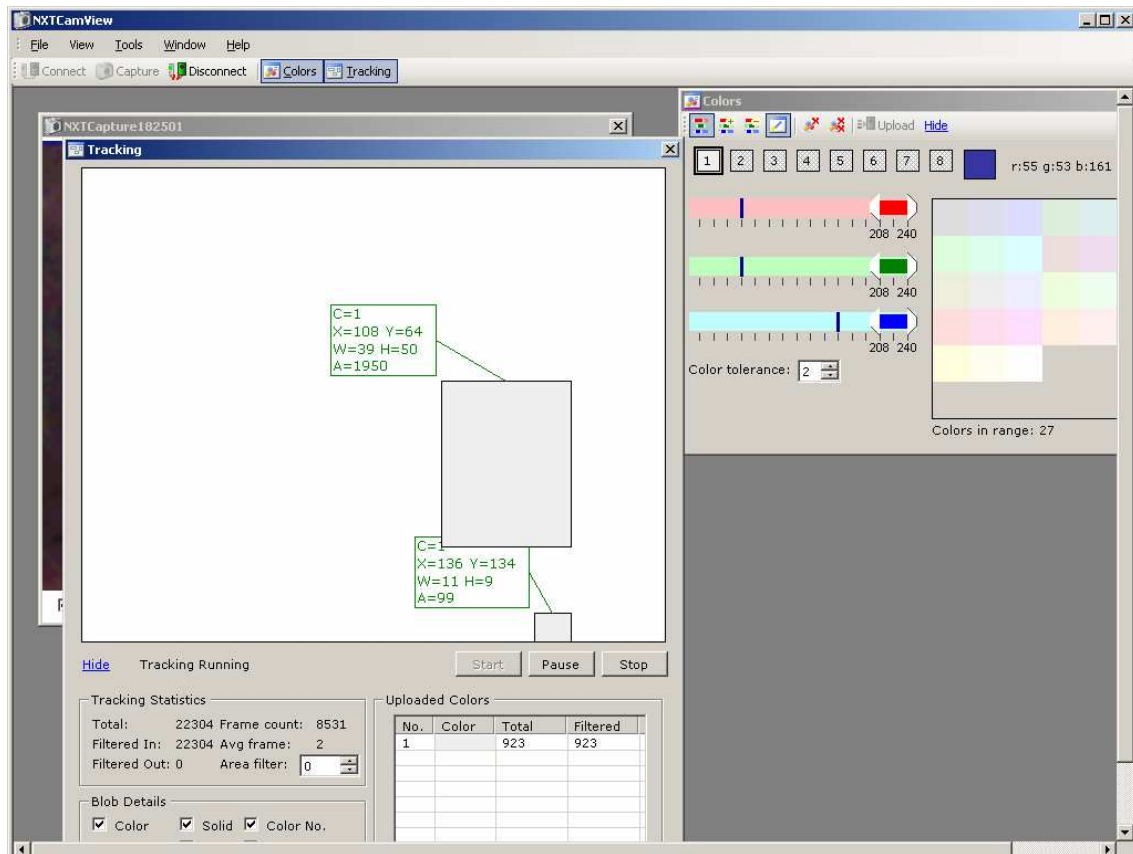 NXTCamView
File View Tools Window Help
Connect Capture Disconnect Colors Tracking
NXTCapture182501
Tracking
C=1
X=108 Y=64
W=39 H=50
A=1950
C=1
X=136 Y=134
W=11 H=9
A=99
Hide Tracking Running Start Pause Stop
Tracking Statistics
Total: 22304 Frame count: 8531
Filtered In: 22304 Avg frame: 2
Filtered Out: 0 Area filter: 0
Blob Details
Color Solid Color No.
Uploaded Colors
No. Color Total Filtered
1 923 923
Colors
Upload Hide
1 2 3 4 5 6 7 8 r:55 g:53 b:161
208 240
208 240
208 240
Color tolerance: 2
Colors in range: 27